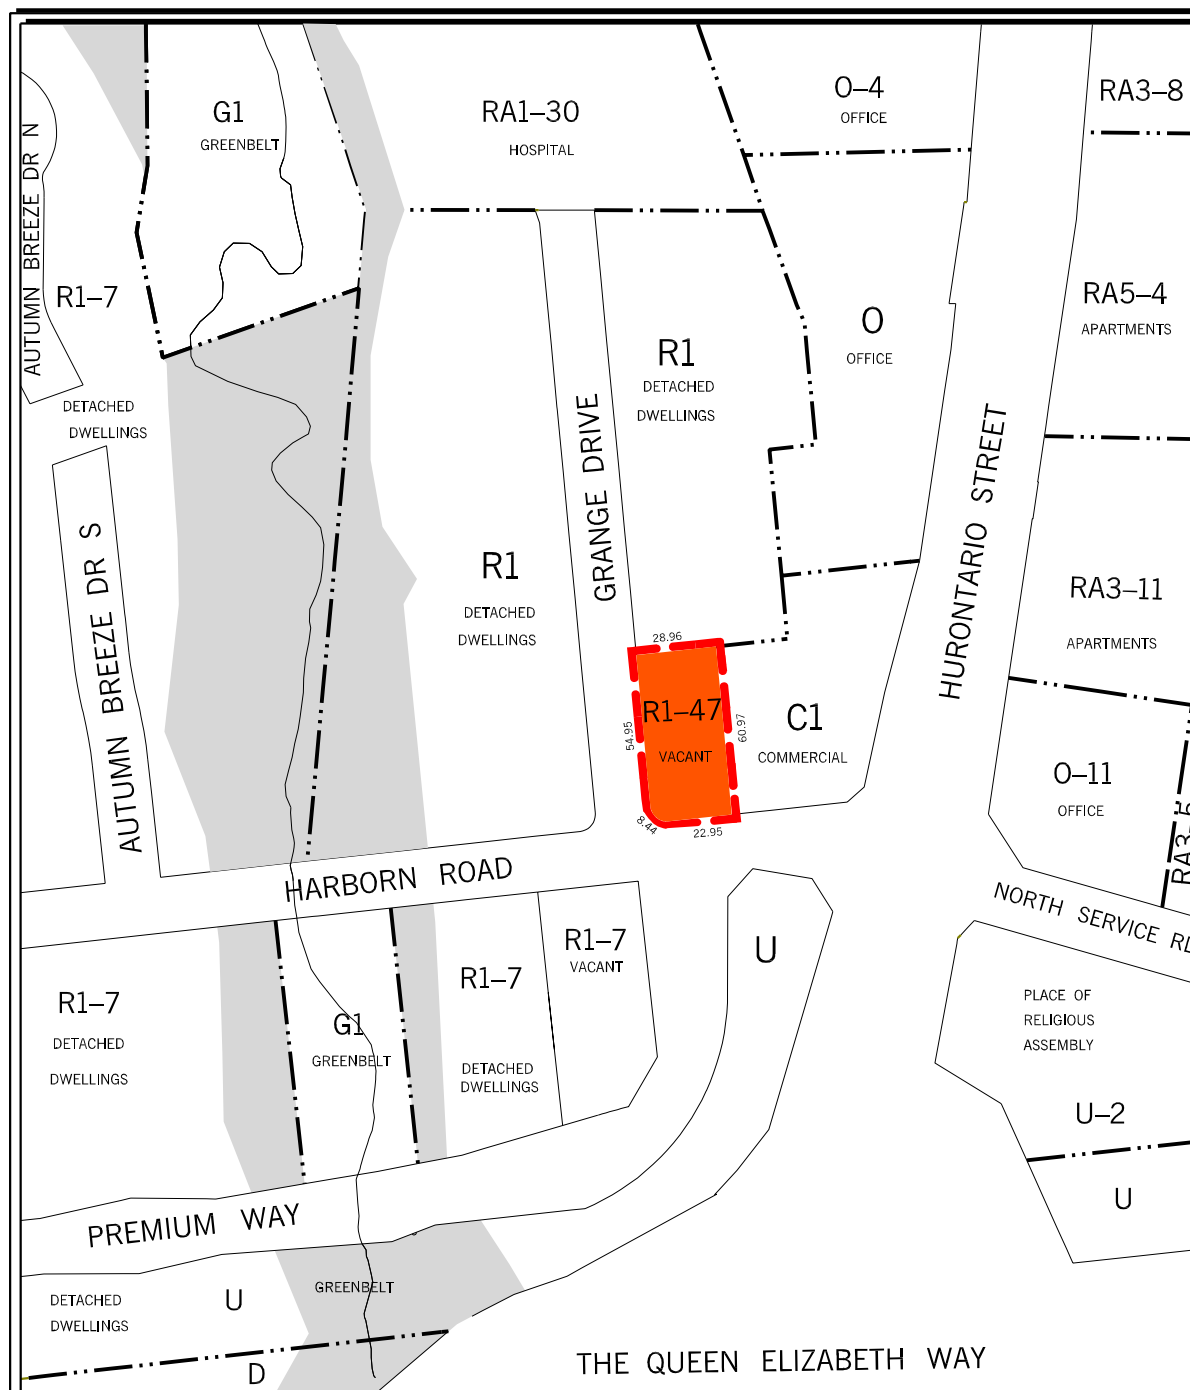 O–4
OFFICE
RA3–8
G1
GREENBELT
RA1–30
HOSPITAL
AUTUMN BREEZE DR N
R1–7
DETACHED
DWELLINGS
RA5–4
APARTMENTS
O
OFFICE
R1
DETACHED
DWELLINGS
GRANGE DRIVE
HURONTARIO STREET
AUTUMN BREEZE DR S
R1
DETACHED
DWELLINGS
RA3–11
APARTMENTS
28.96
54.95
R1–47
VACANT
60.97
8.44
22.95
C1
COMMERCIAL
O–11
OFFICE
RA3–
HARBORN ROAD
NORTH SERVICE RD
R1–7
DETACHED
DWELLINGS
G1
GREENBELT
R1–7
DETACHED
DWELLINGS
R1–7
VACANT
U
PLACE OF
RELIGIOUS
ASSEMBLY
U–2
U
PREMIUM WAY
DETACHED
DWELLINGS
U
GREENBELT
D
THE QUEEN ELIZABETH WAY